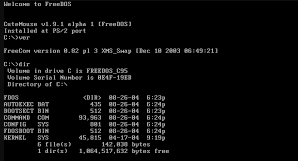 Welcome to FreeDOS
CuteMouse v1.9.1 alpha 1 [FreeDOS]
Installed at PS/2 port
C:\>ver
FreeCom version 0.82 pl 3 XMS_Swap [Dec 10 2003 06:49:21]
C:\>dir
Volume in drive C is FREEDOS_C95
Volume Serial Number is 0E4F-19EB
Directory of C:\
FDOS <DIR> 08-26-04 6:23p
AUTOEXEC BAT 435 08-26-04 6:24p
BOOTSECT BIN 512 08-26-04 6:23p
COMMAND COM 93,963 08-26-04 6:24p
CONFIG SYS 801 08-26-04 6:24p
FDOSBOOT BIN 512 08-26-04 6:24p
KERNEL SYS 45,815 04-17-04 9:19p
6 file(s) 142,038 bytes
1 dir(s) 1,064,517,632 bytes free